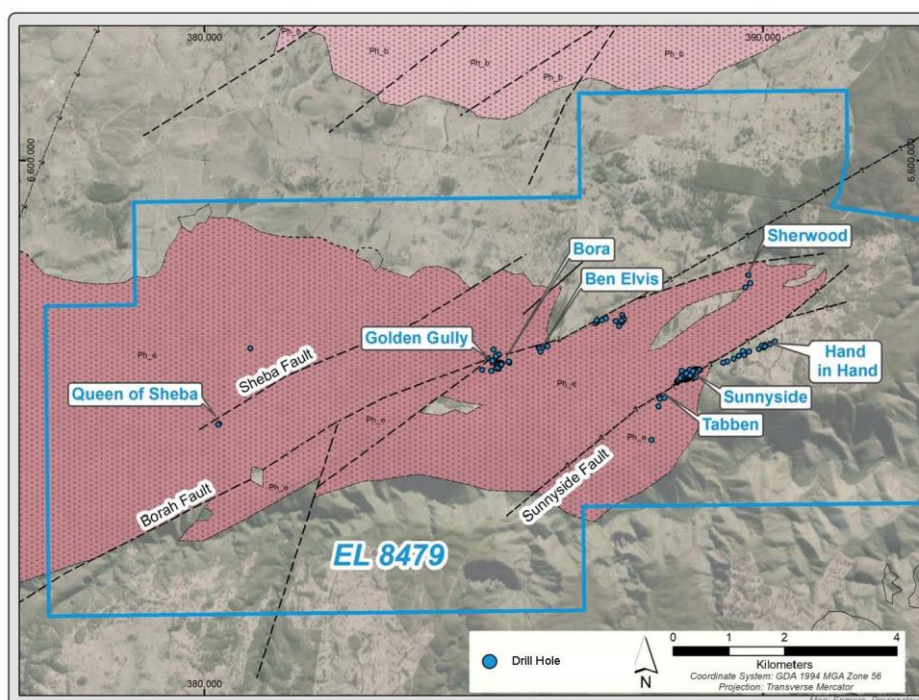 380,000
390,000
Ph_b
Ph_b
Ph_b
Ph_b
Ph_b
6,600,000
6,600,000
Sherwood
Bora
Ben Elvis
Golden Gully
Ph_e
Sheba Fault
Queen of Sheba
Hand
in Hand
Ph_e
Sunnyside
Ph_e
Tabben
Ph_e
Ph_e
Borah Fault
Sunnyside Fault
EL 8479
Drill Hole
N
0 1 2 4
Kilometers
Coordinate System: GDA 1994 MGA Zone 56
Projection: Transverse Mercator
380,000